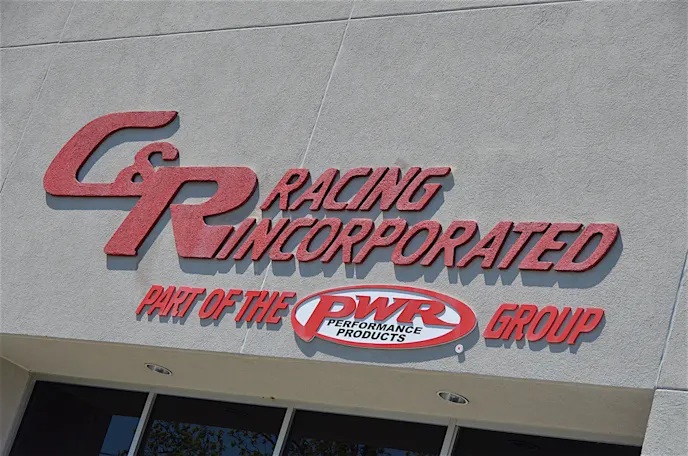 C&R RACING
INCORPORATED
PART OF THE PWR GROUP
PERFORMANCE
PRODUCTS